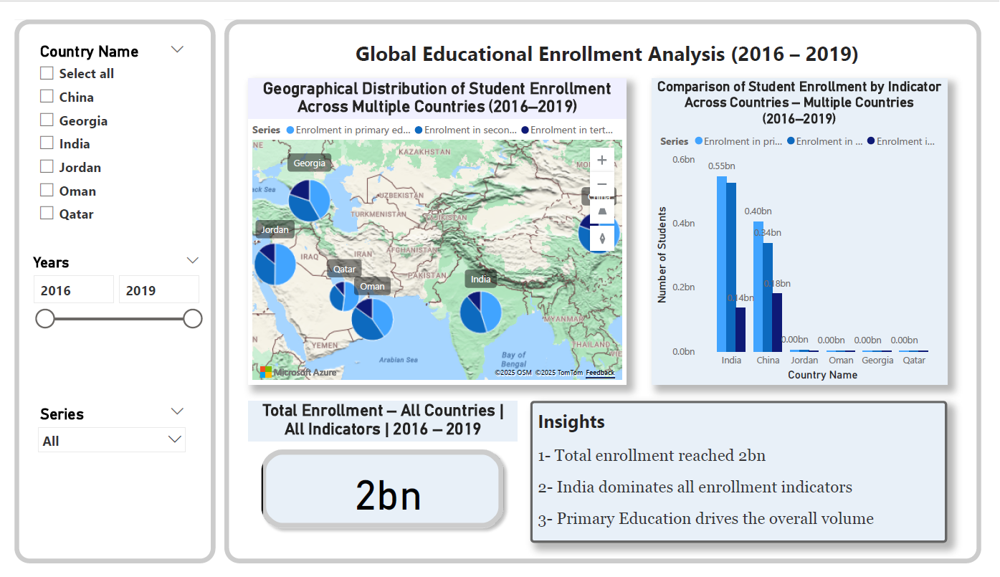 Country Name
Select all
China
Georgia
India
Jordan
Oman
Qatar
Years
2016
2019
Series
All
Global Educational Enrollment Analysis (2016 – 2019)
Geographical Distribution of Student Enrollment
Across Multiple Countries (2016–2019)
Series Enrolment in primary ed... Enrolment in secon... Enrolment in tert...
NE
KAZAKHSTAN
Georgia
ack Sea
UZBEKISTAN
TURKMENISTAN
TAJIKISTAN
China
Jordan
IRAQ
IRAN
AFGHANISTAN
Qatar
Oman
PAKISTAN
India
MYANMAR
YEMEN
THAILAND
VIE
Arabian Sea
Bay of
Bengal
Microsoft Azure
©2025 OSM ©2025 TomTom Feedback
Comparison of Student Enrollment by Indicator
Across Countries – Multiple Countries
(2016–2019)
Series Enrolment in pri... Enrolment in ... Enrolment i...
Number of Students
0.6bn
0.4bn
0.2bn
0.0bn
0.55bn
0.14bn
0.40bn
0.34bn
0.18bn
0.00bn
0.00bn
0.00bn
0.00bn
India China Jordan Oman Georgia Qatar
Country Name
Total Enrollment – All Countries |
All Indicators | 2016 – 2019
2bn
Insights
1- Total enrollment reached 2bn
2- India dominates all enrollment indicators
3- Primary Education drives the overall volume